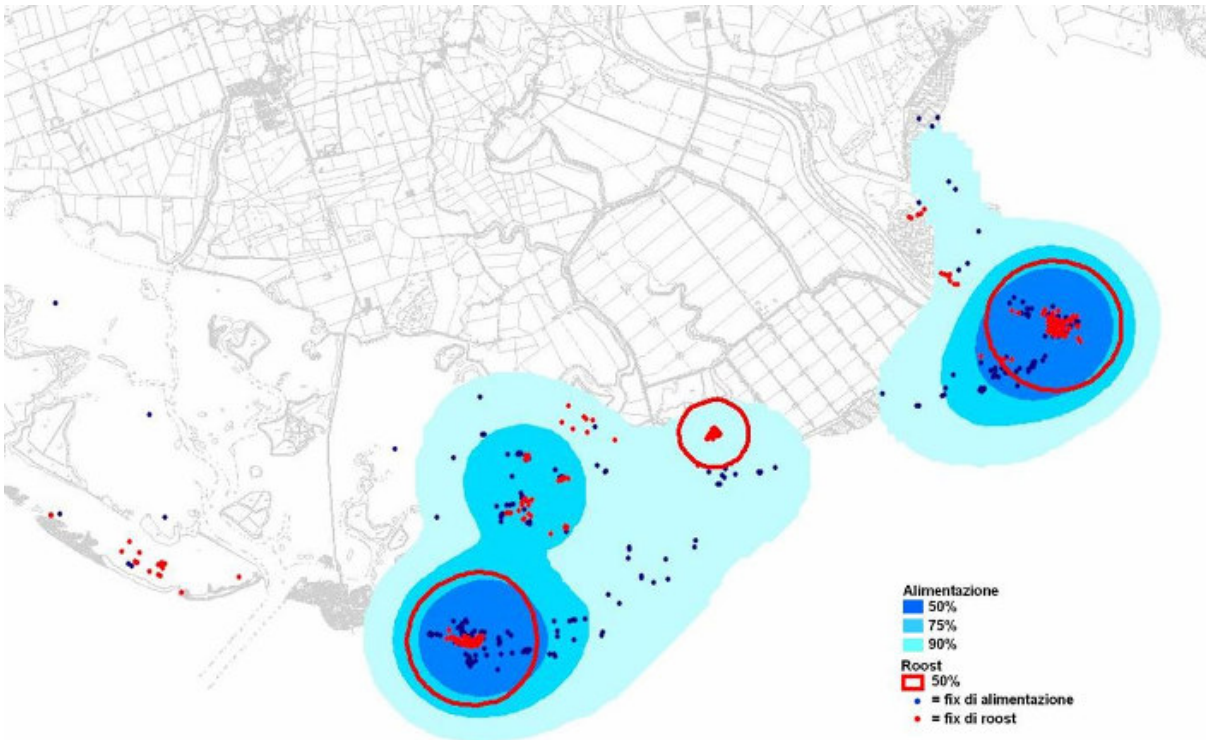 Alimentazione
50%
75%
90%
Roost
50%
= fix di alimentazione
= fix di roost